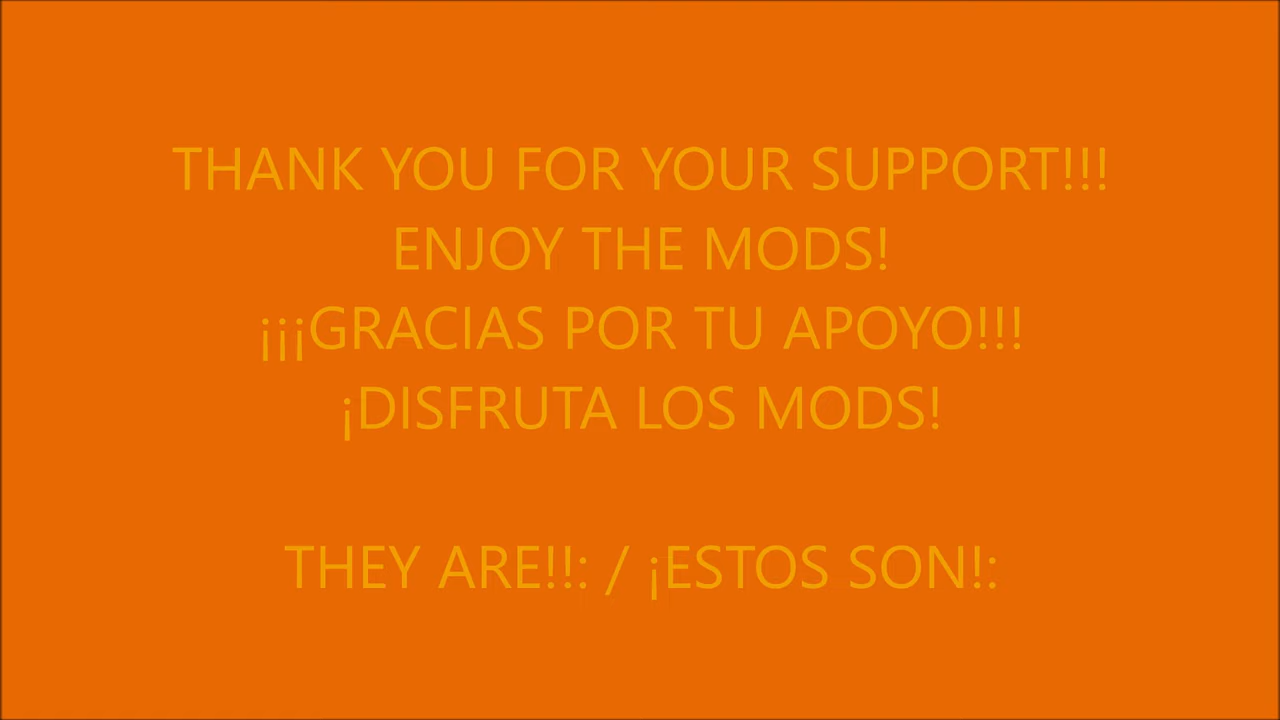 THANK YOU FOR YOUR SUPPORT!!!
ENJOY THE MODS!
¡¡¡GRACIAS POR TU APOYO!!!
¡DISFRUTA LOS MODS!
THEY ARE!!: / ¡ESTOS SON!: